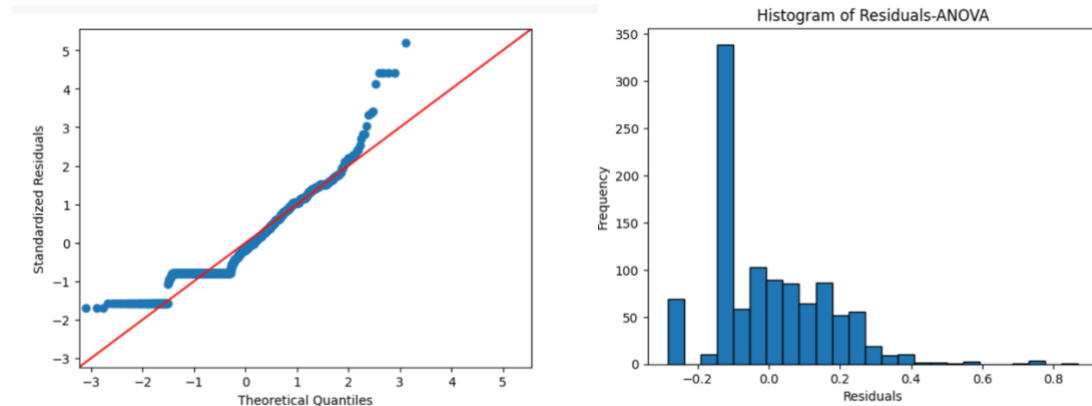 5
4
3
2
1
0
−1
−2
−3
Standardized Residuals
−3 −2 −1 0 1 2 3 4 5
Theoretical Quantiles
Histogram of Residuals-ANOVA
350
300
250
200
150
100
50
0
Frequency
−0.2 0.0 0.2 0.4 0.6 0.8
Residuals